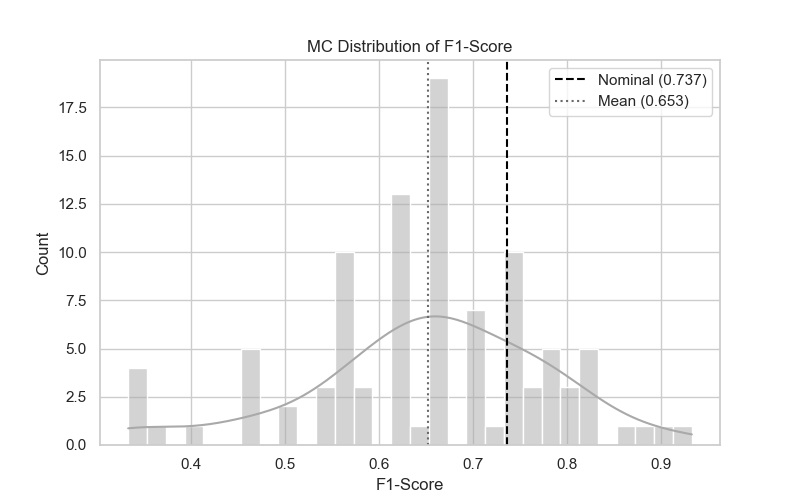 MC Distribution of F1-Score
Nominal (0.737)
Mean (0.653)
17.5
15.0
12.5
10.0
7.5
5.0
2.5
0.0
Count
0.4 0.5 0.6 0.7 0.8 0.9
F1-Score